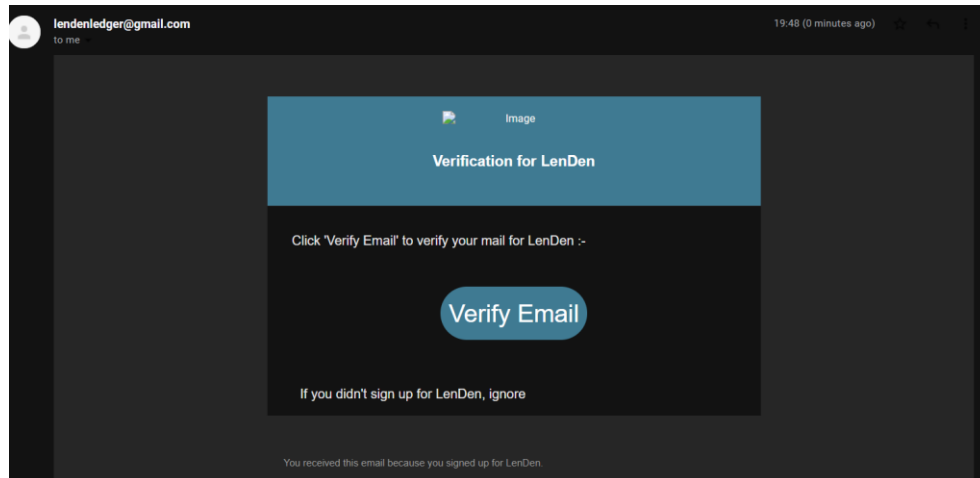 lendenledger@gmail.com
19:48 (0 minutes ago)
to me
Image
Verification for LenDen
Click 'Verify Email' to verify your mail for LenDen :-
Verify Email
If you didn't sign up for LenDen, ignore
You received this email because you signed up for LenDen.